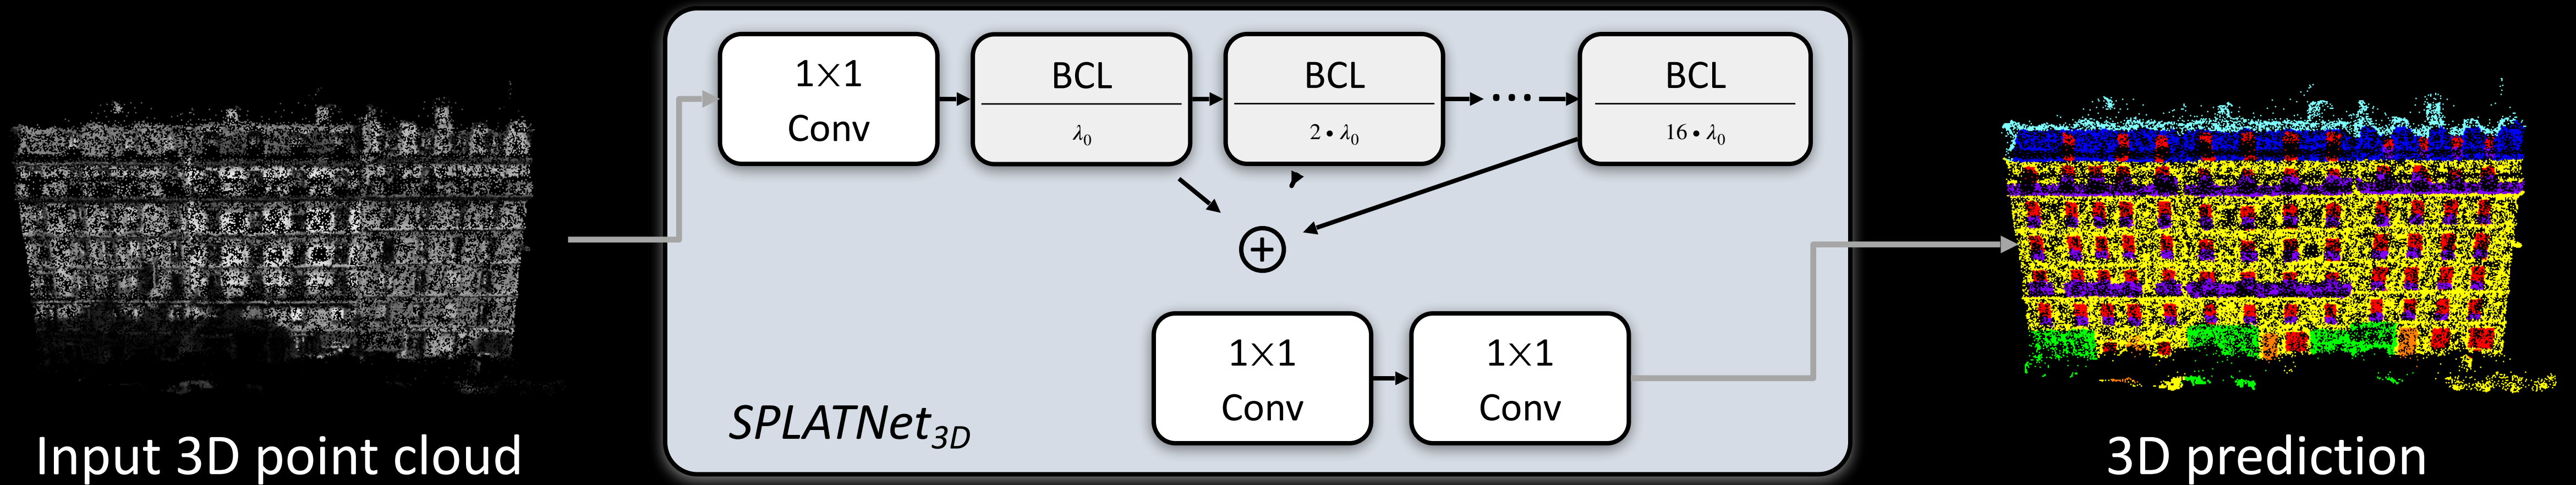 1×1
Conv
BCL
λ₀
BCL
2 • λ₀
• • •
BCL
16 • λ₀
+
1×1
Conv
1×1
Conv
SPLATNet₃D
Input 3D point cloud
3D prediction